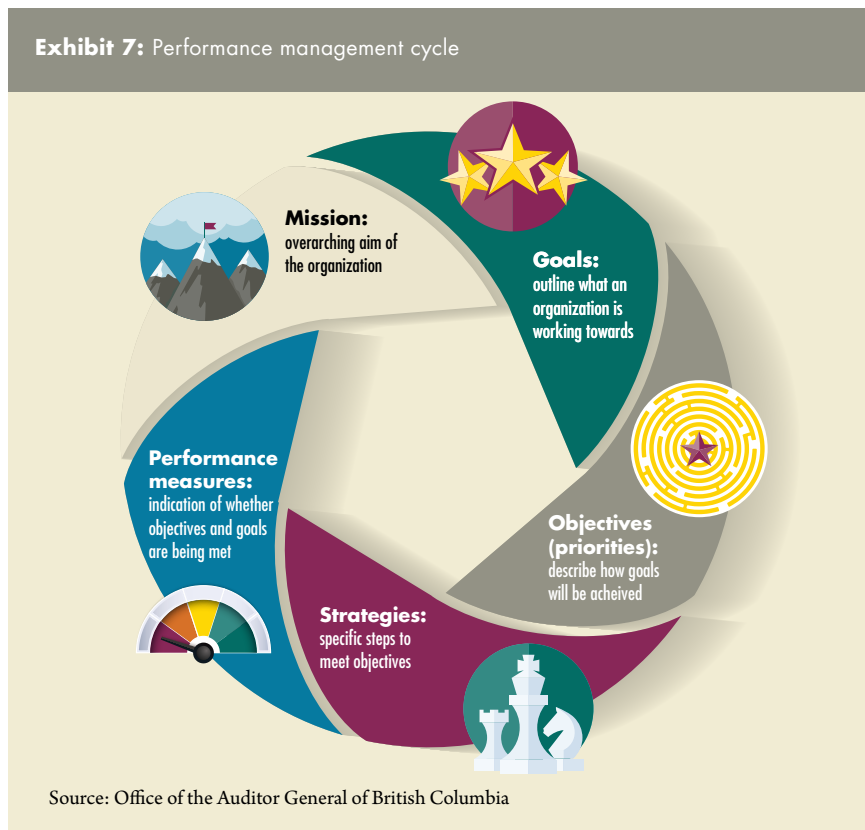 Exhibit 7: Performance management cycle
Mission:
overarching aim of
the organization
Goals:
outline what an
organization is
working towards
Objectives
(priorities):
describe how goals
will be acheived
Strategies:
specific steps to
meet objectives
Performance
measures:
indication of whether
objectives and goals
are being met
Source: Office of the Auditor General of British Columbia